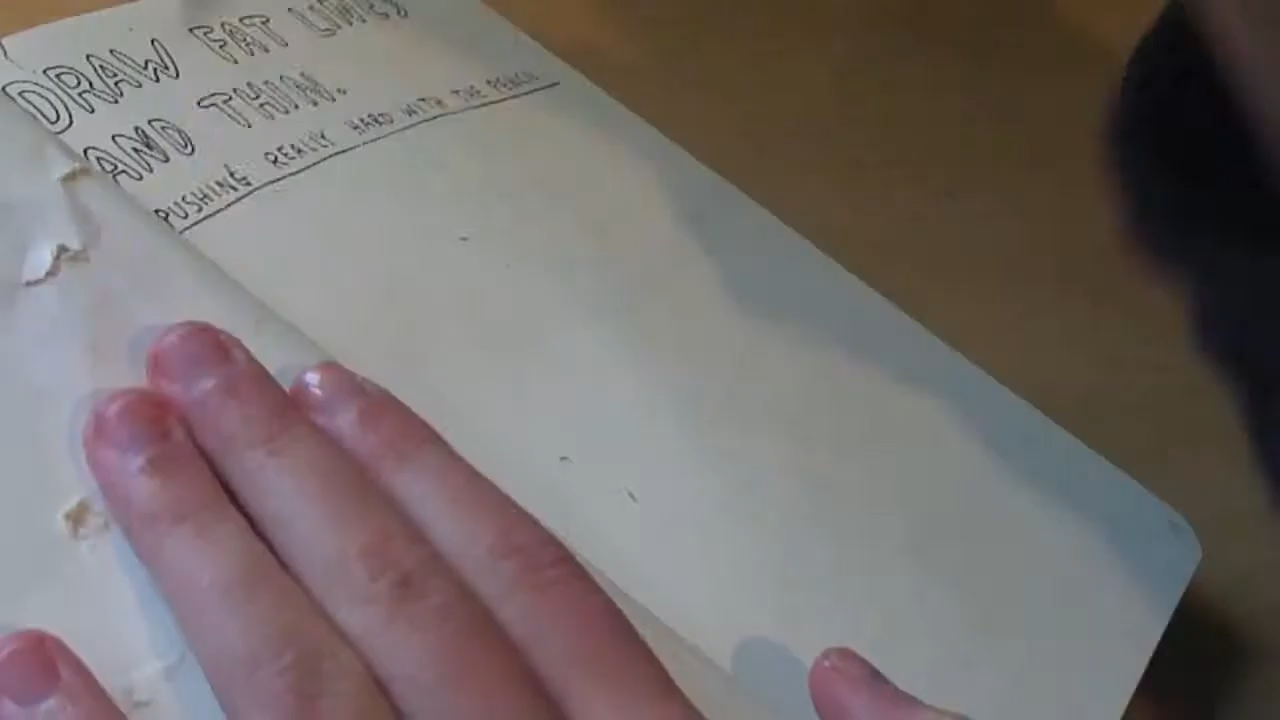 DRAW FAT LINES
AND THIN.
PUSHING REALLY HARD WITH THE PENCIL